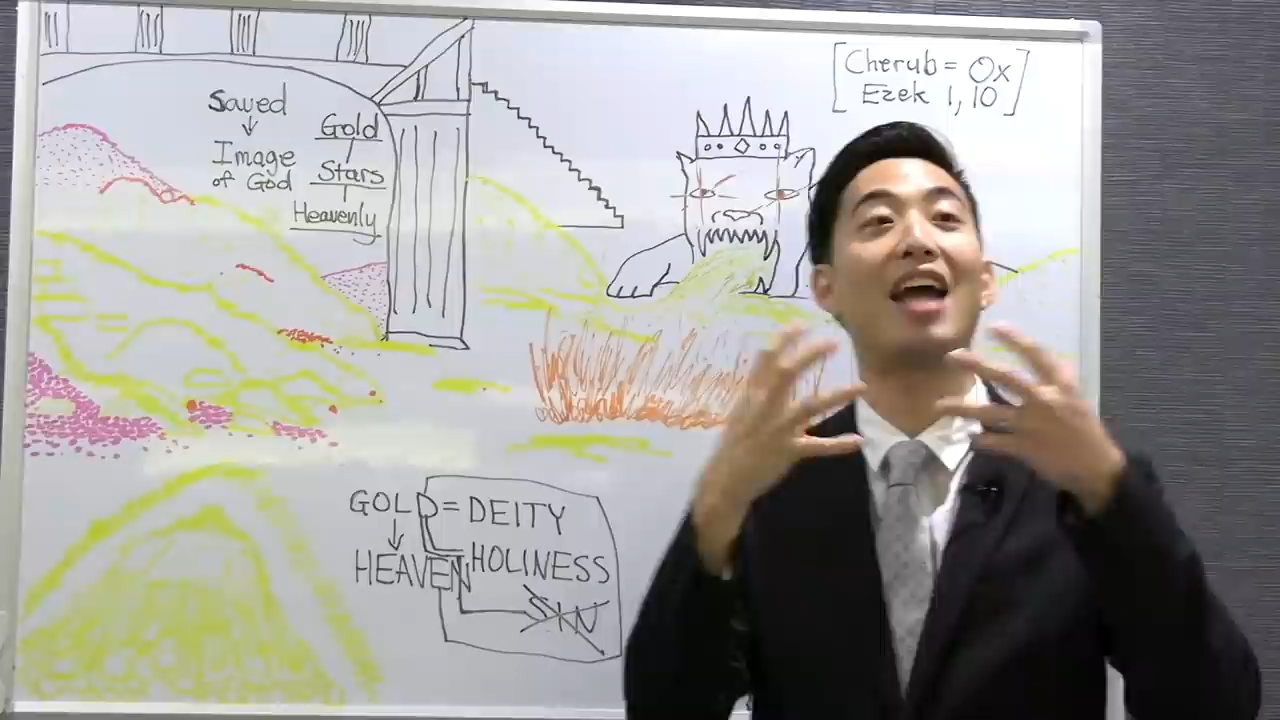 Saved
Image
of God
Gold
Stars
Heavenly
[Cherub = Ox
Ezek 1, 10]
GOLD = DEITY
HEAVEN HOLINESS
SIN